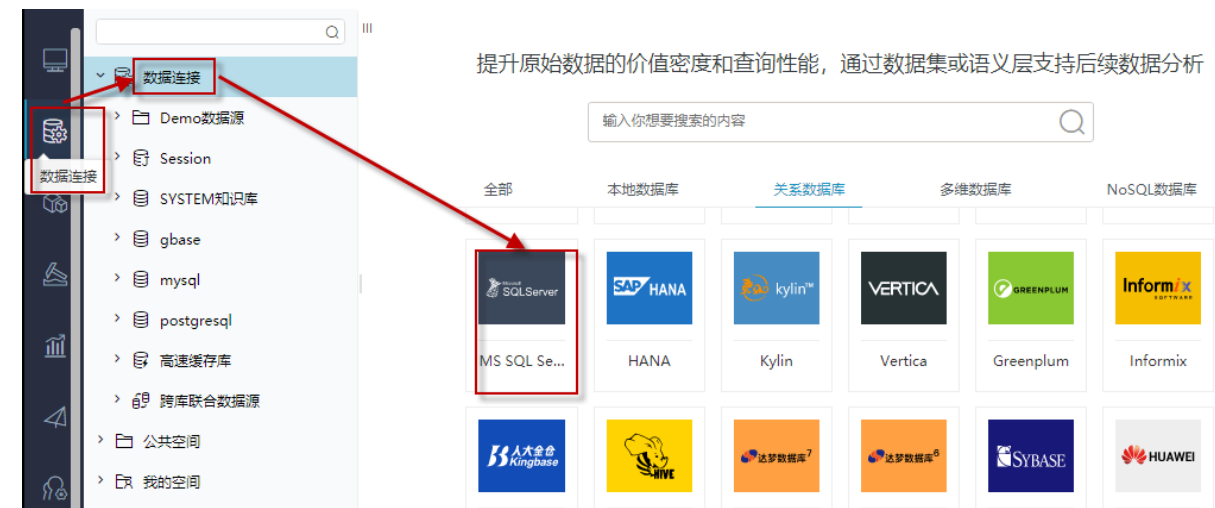 数据连接
Demo数据源
Session
SYSTEM知识库
gbase
mysql
postgresql
高速缓存库
跨库联合数据源
公共空间
我的空间
数据连接
提升原始数据的价值密度和查询性能，通过数据集或语义层支持后续数据分析
输入你想要搜索的内容
全部 本地数据库 关系数据库 多维数据库 NoSQL数据库
Microsoft
SQLServer SAP HANA kylin™ VERTICA GREENPLUM Informix
SOFTWARE
MS SQL Se... HANA Kylin Vertica Greenplum Informix
人大金仓
Kingbase HIVE 达梦数据库7 达梦数据库6 SYBASE HUAWEI